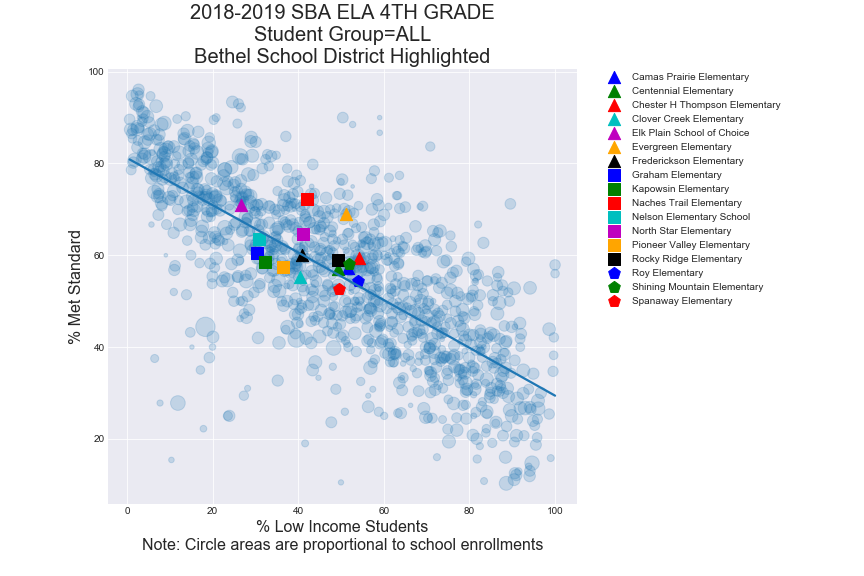 2018-2019 SBA ELA 4TH GRADE
Student Group=ALL
Bethel School District Highlighted
100
80
60
40
20
% Met Standard
0
20
40
60
80
100
% Low Income Students
Note: Circle areas are proportional to school enrollments
Camas Prairie Elementary
Centennial Elementary
Chester H Thompson Elementary
Clover Creek Elementary
Elk Plain School of Choice
Evergreen Elementary
Frederickson Elementary
Graham Elementary
Kapowsin Elementary
Naches Trail Elementary
Nelson Elementary School
North Star Elementary
Pioneer Valley Elementary
Rocky Ridge Elementary
Roy Elementary
Shining Mountain Elementary
Spanaway Elementary